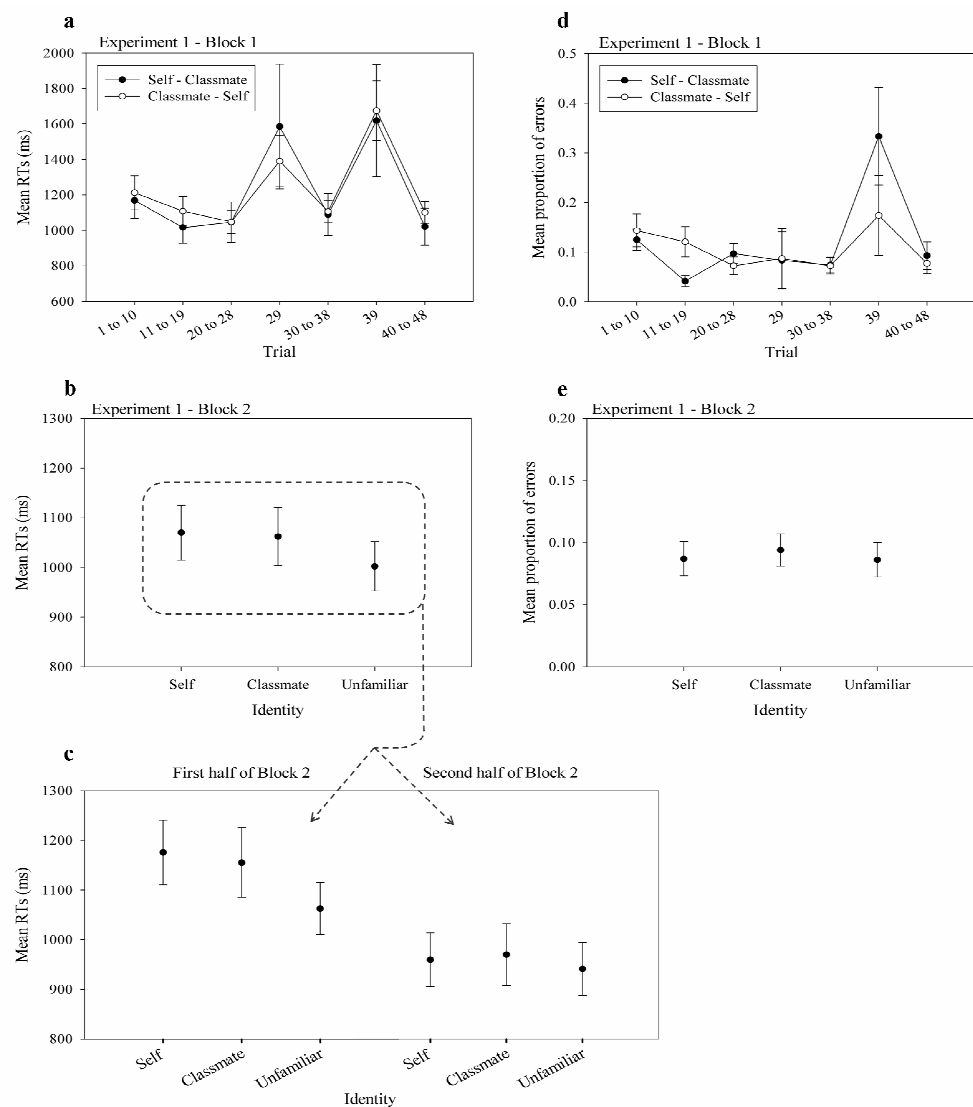 a
Experiment 1 - Block 1
2000
1800
1600
1400
1200
1000
800
600
Mean RTs (ms)
Self - Classmate
Classmate - Self
1 to 10
11 to 19
20 to 28
29
30 to 38
39
40 to 48
Trial
d
Experiment 1 - Block 1
0.5
0.4
0.3
0.2
0.1
0.0
Mean proportion of errors
Self - Classmate
Classmate - Self
1 to 10
11 to 19
20 to 28
29
30 to 38
39
40 to 48
Trial
b
Experiment 1 - Block 2
1300
1200
1100
1000
900
800
Mean RTs (ms)
Self
Classmate
Unfamiliar
Identity
e
Experiment 1 - Block 2
0.20
0.15
0.10
0.05
0.00
Mean proportion of errors
Self
Classmate
Unfamiliar
Identity
c
First half of Block 2
Second half of Block 2
1300
1200
1100
1000
900
800
Mean RTs (ms)
Self
Classmate
Unfamiliar
Self
Classmate
Unfamiliar
Identity